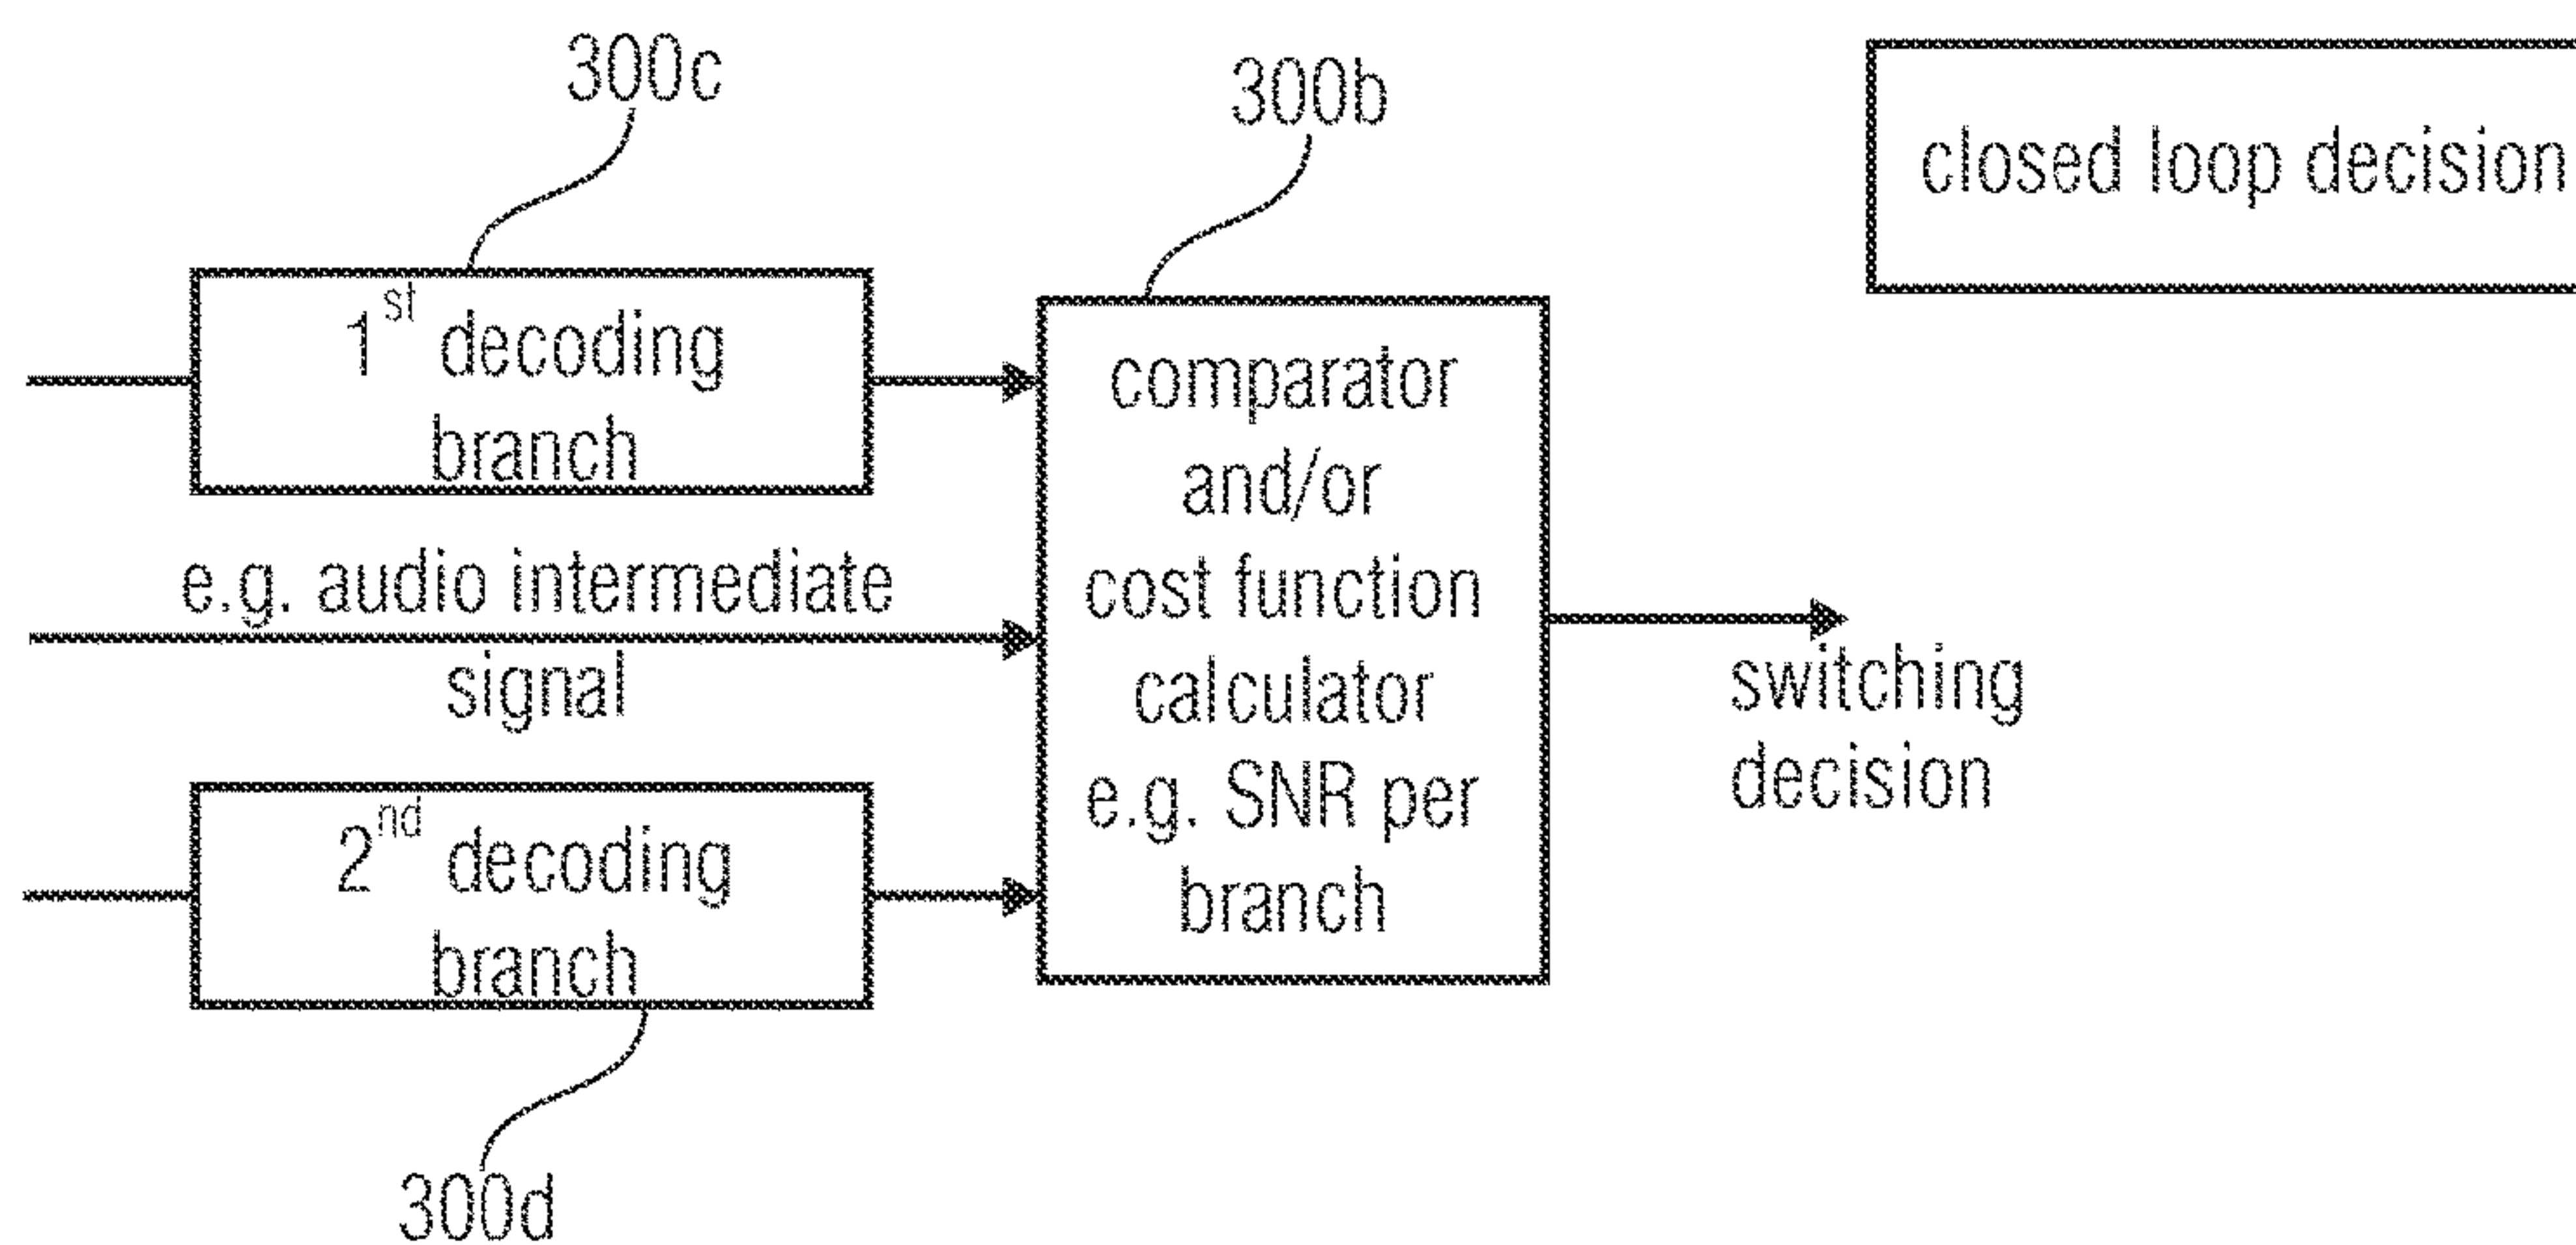 300c
300b
closed loop decision
1st decoding
branch
e.g. audio intermediate
signal
2nd decoding
branch
comparator
and/or
cost function
calculator
e.g. SNR per
branch
switching
decision
300d